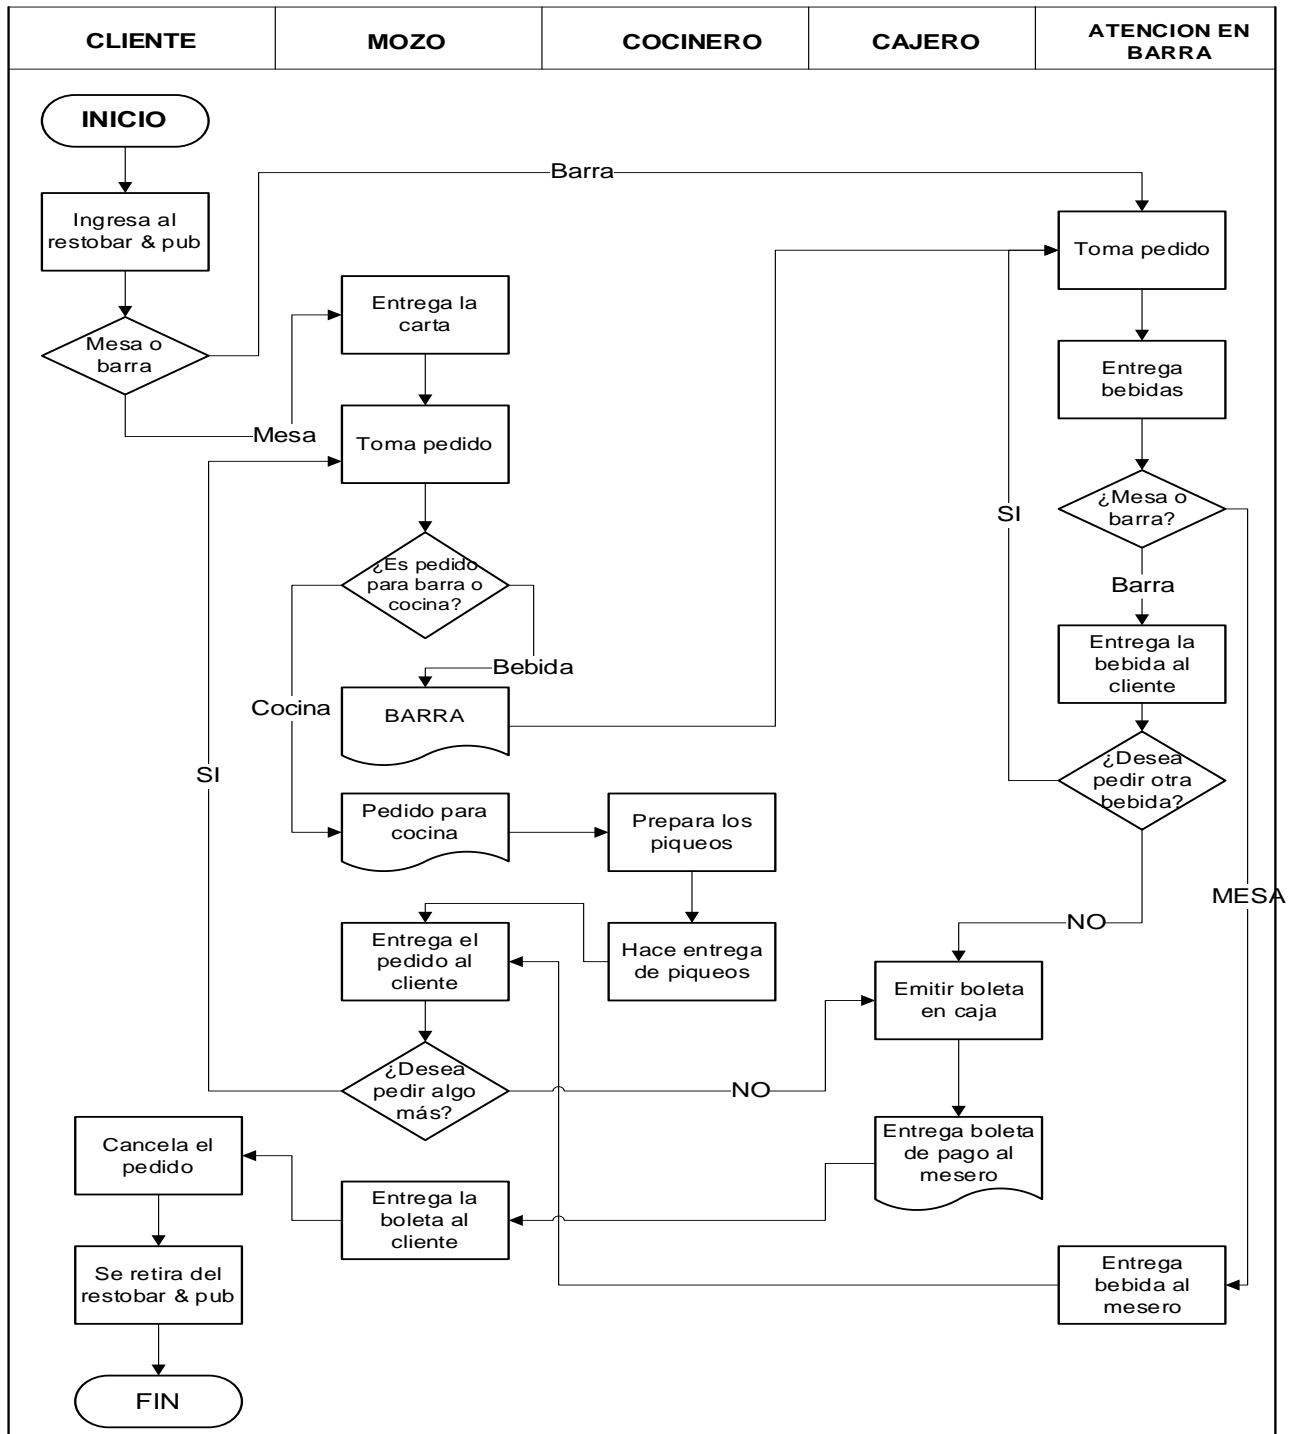 CLIENTE
MOZO
COCINERO
CAJERO
ATENCION EN
BARRA
INICIO
Barra
Ingresa al
restobar & pub
Toma pedido
Entrega la
carta
Mesa o
barra
Entrega
bebidas
Mesa
Toma pedido
¿Mesa o
barra?
SI
¿Es pedido
para barra o
cocina?
Barra
Entrega la
bebida al
cliente
Bebida
Cocina
BARRA
SI
¿Desea
pedir otra
bebida?
Pedido para
cocina
Prepara los
piqueos
MESA
NO
Entrega el
pedido al
cliente
Hace entrega
de piqueos
Emitir boleta
en caja
¿Desea
pedir algo
más?
NO
Cancela el
pedido
Entrega boleta
de pago al
mesero
Entrega la
boleta al
cliente
Se retira del
restobar & pub
Entrega
bebida al
mesero
FIN